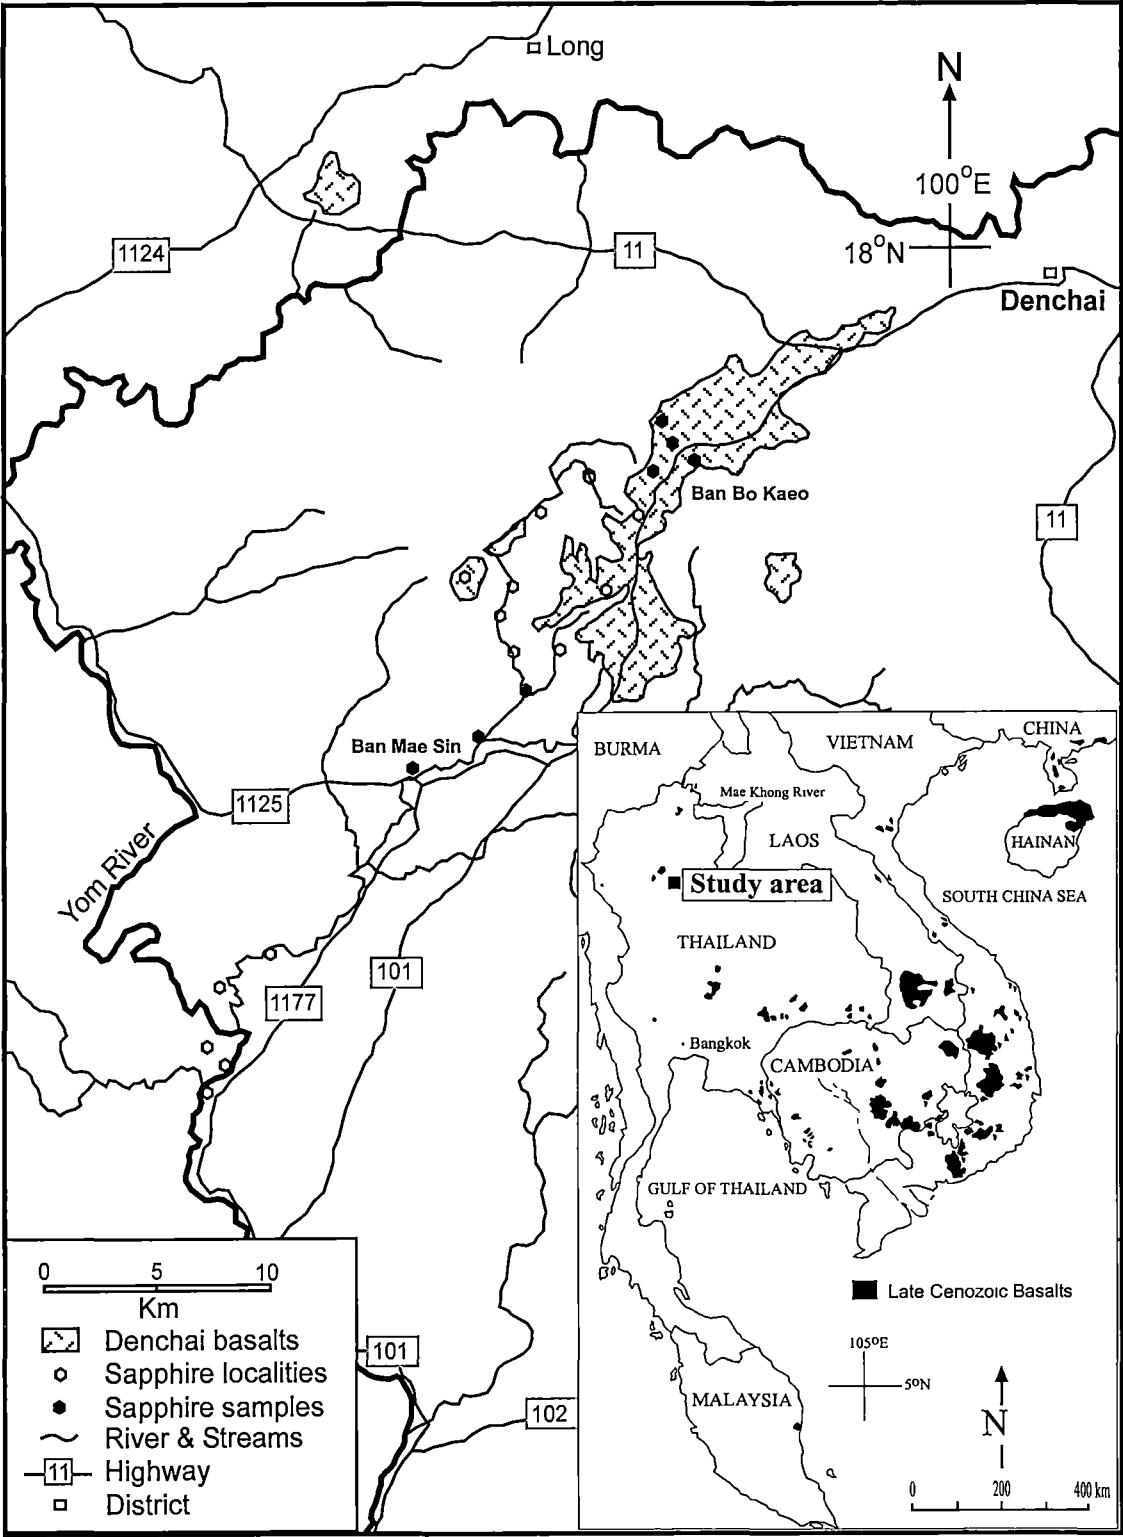 Long
N
100°E
1124
11
18°N
Denchai
Ban Bo Kaeo
11
Ban Mae Sin
1125
Yom River
101
1177
BURMA
VIETNAM
CHINA
Mae Khong River
LAOS
HAINAN
Study area
SOUTH CHINA SEA
THAILAND
Bangkok
CAMBODIA
GULF OF THAILAND
Late Cenozoic Basalts
105°E
5°N
MALAYSIA
N
0 200 400 km
0 5 10
Km
Denchai basalts
Sapphire localities
Sapphire samples
River & Streams
11 Highway
District
101
102